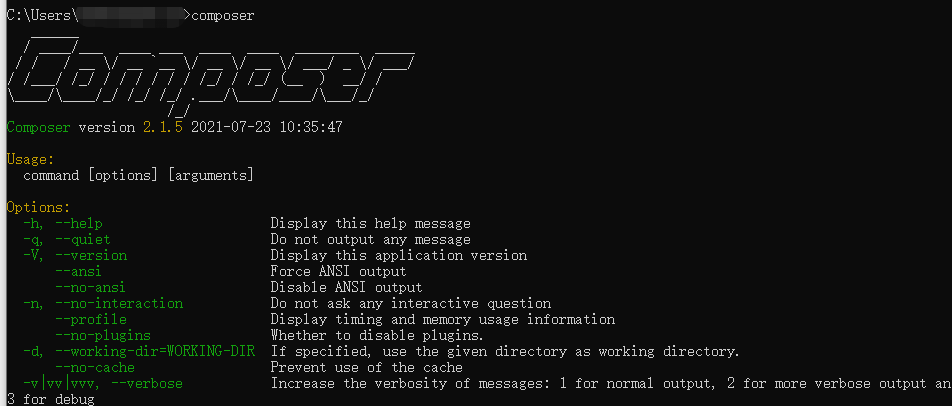 C:\Users\ >composer
Composer
Composer version 2.1.5 2021-07-23 10:35:47
Usage:
command [options] [arguments]
Options:
-h, --help Display this help message
-q, --quiet Do not output any message
-V, --version Display this application version
--ansi Force ANSI output
--no-ansi Disable ANSI output
-n, --no-interaction Do not ask any interactive question
--profile Display timing and memory usage information
--no-plugins Whether to disable plugins.
-d, --working-dir=WORKING-DIR If specified, use the given directory as working directory.
--no-cache Prevent use of the cache
-v|vv|vvv, --verbose Increase the verbosity of messages: 1 for normal output, 2 for more verbose output an
3 for debug